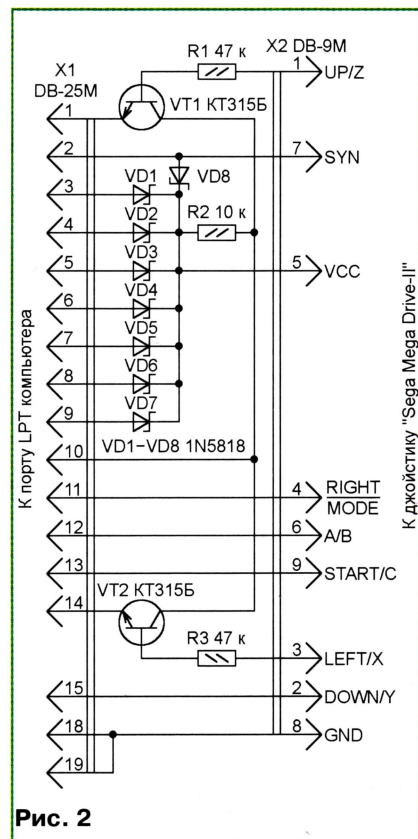 R1 47 к
X2 DB-9M
X1
DB-25M
1
UP/Z
VT1 КТ315Б
1
2
7
SYN
VD8
3
VD1
4
VD2
R2 10 к
5
VD3
5
VCC
6
VD4
7
VD5
8
VD6
9
VD7
VD1–VD8 1N5818
10
11
4
RIGHT
MODE
12
6
A/B
13
9
START/C
VT2 КТ315Б
14
R3 47 к
3
LEFT/X
15
2
DOWN/Y
18
8
GND
19
К порту LPT компьютера
К джойстику "Sega Mega Drive-II"
Рис. 2